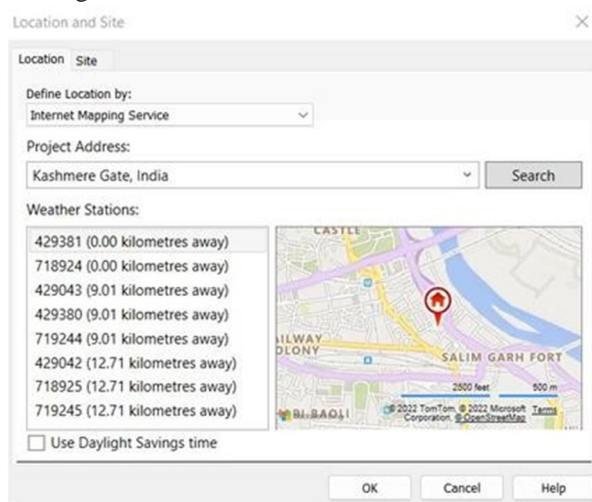 Location and Site
Location Site
Define Location by:
Internet Mapping Service
Project Address:
Kashmere Gate, India
Search
Weather Stations:
429381 (0.00 kilometres away)
718924 (0.00 kilometres away)
429043 (9.01 kilometres away)
429380 (9.01 kilometres away)
719244 (9.01 kilometres away)
429042 (12.71 kilometres away)
718925 (12.71 kilometres away)
719245 (12.71 kilometres away)
CASTLE
AILWAY
OLONY
SALIM GARH FORT
2500 feet 500 m
BI-BAOLI
© 2022 TomTom, © 2022 Microsoft Terms
Corporation, © OpenStreetMap
Use Daylight Savings time
OK Cancel Help